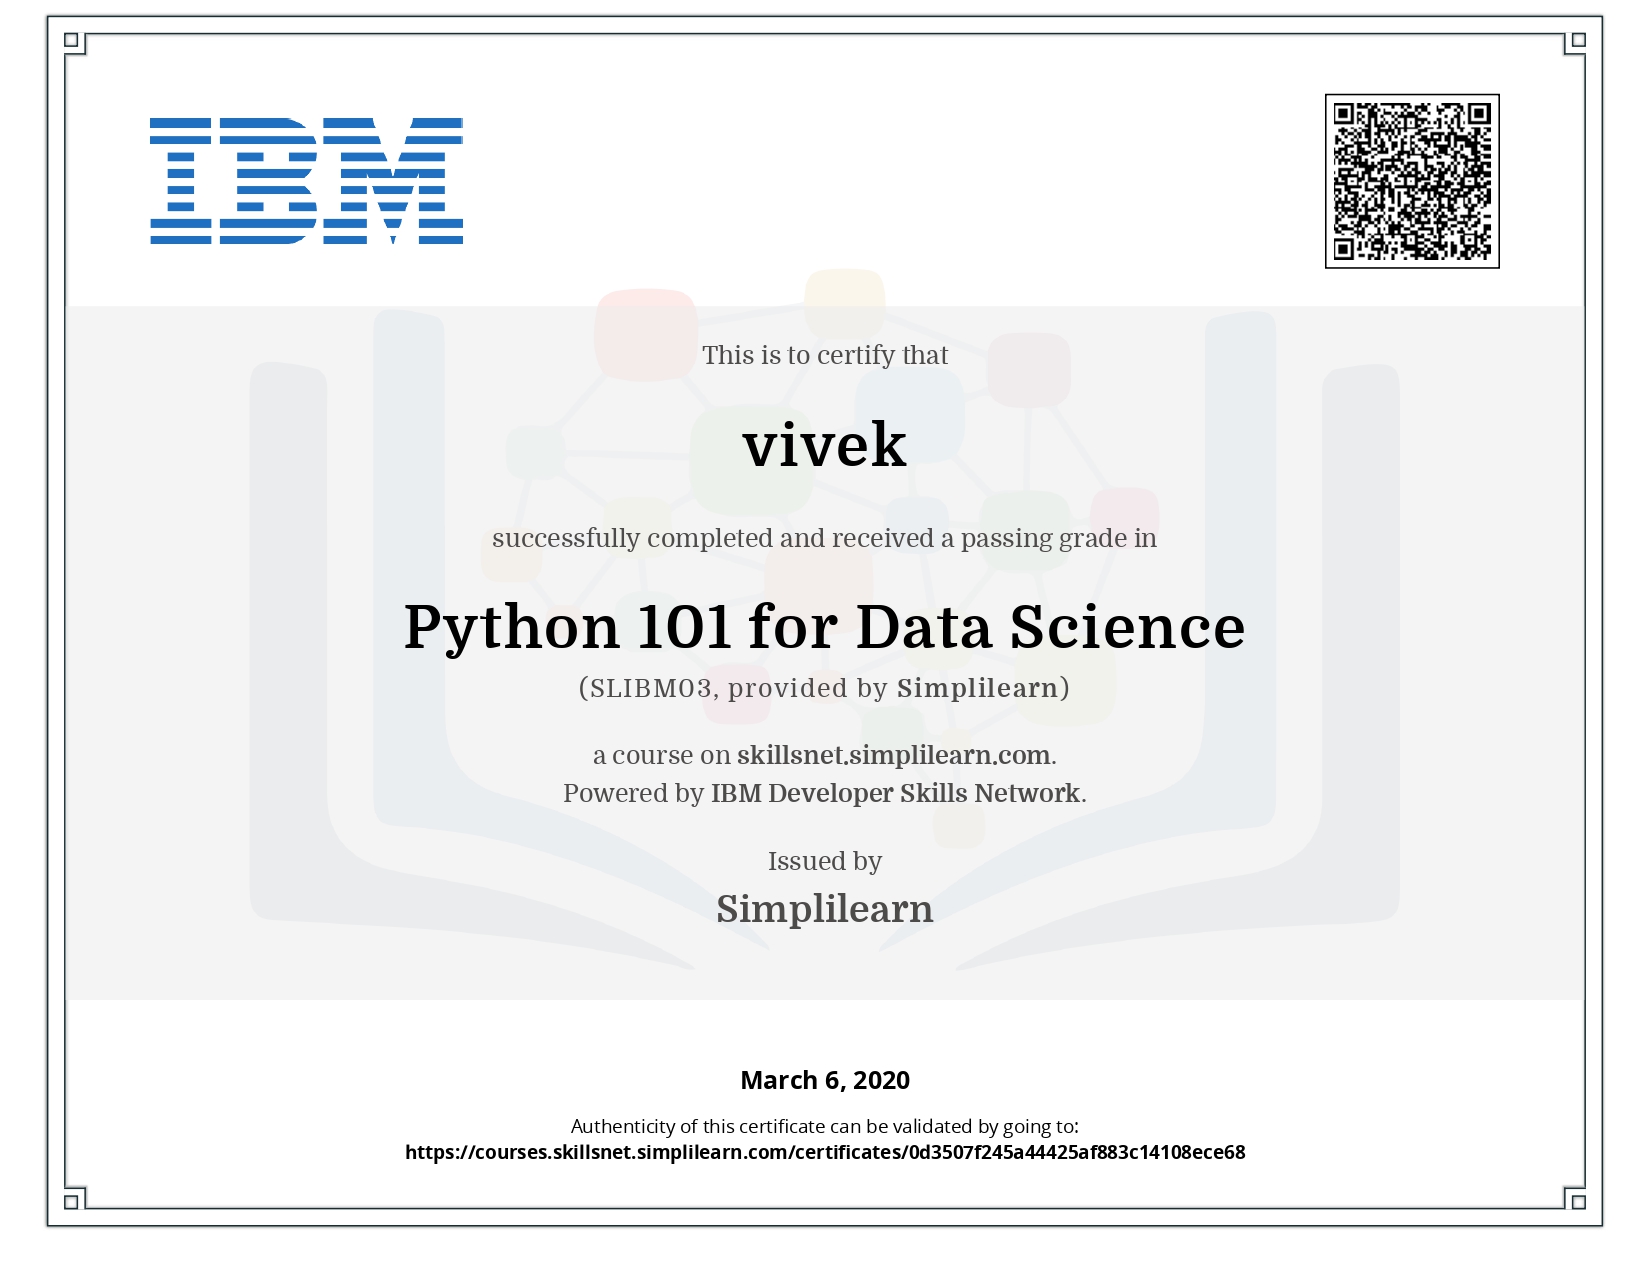 IBM
This is to certify that
vivek
successfully completed and received a passing grade in
Python 101 for Data Science
(SLIBM03, provided by Simplilearn)
a course on skillsnet.simplilearn.com.
Powered by IBM Developer Skills Network.
Issued by
Simplilearn
March 6, 2020
Authenticity of this certificate can be validated by going to:
https://courses.skillsnet.simplilearn.com/certificates/0d3507f245a44425af883c14108ece68